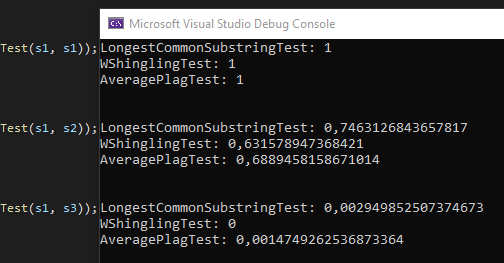 Microsoft Visual Studio Debug Console
Test(s1, s1));LongestCommonSubstringTest: 1
WShinglingTest: 1
AveragePlagTest: 1
Test(s1, s2));LongestCommonSubstringTest: 0,7463126843657817
WShinglingTest: 0,631578947368421
AveragePlagTest: 0,6889458158671014
Test(s1, s3));LongestCommonSubstringTest: 0,002949852507374673
WShinglingTest: 0
AveragePlagTest: 0,0014749262536873364